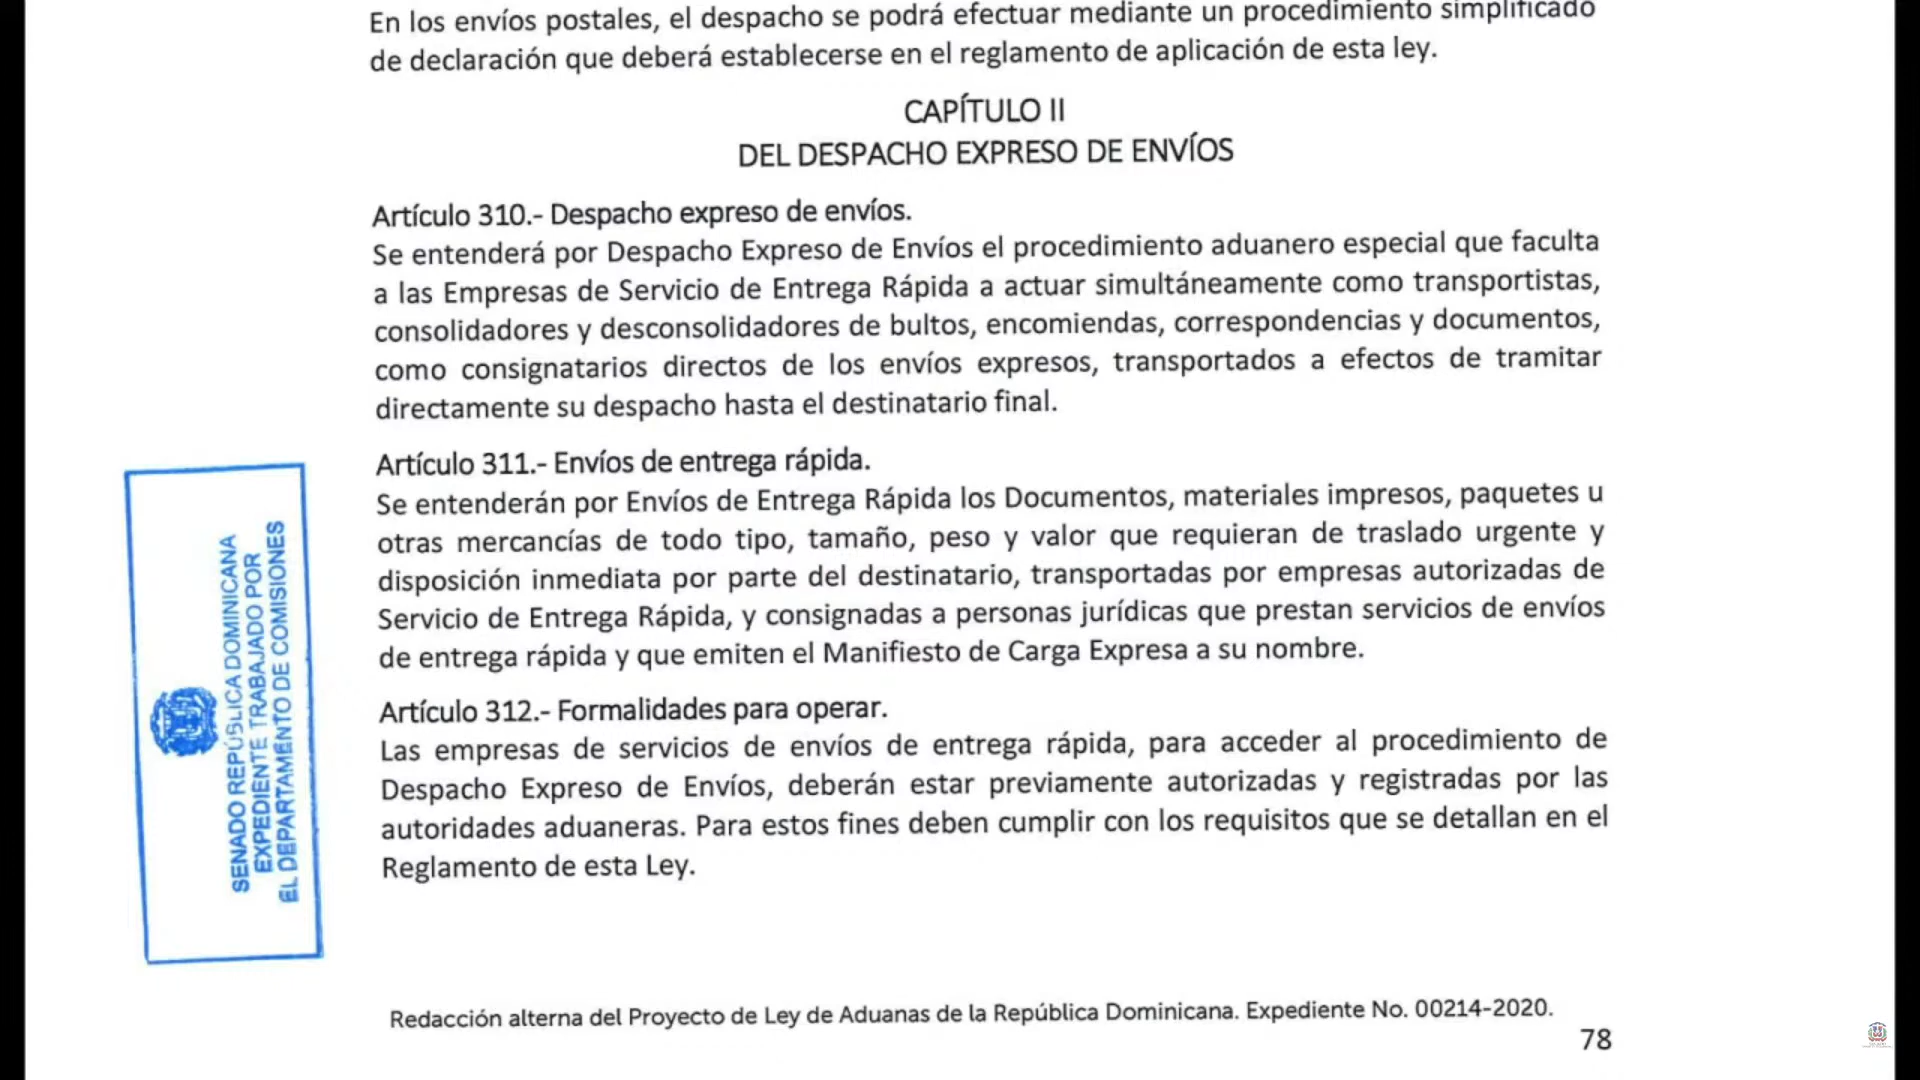 En los envíos postales, el despacho se podrá efectuar mediante un procedimiento simplificado
de declaración que deberá establecerse en el reglamento de aplicación de esta ley.
CAPÍTULO II
DEL DESPACHO EXPRESO DE ENVÍOS
Artículo 310.- Despacho expreso de envíos.
Se entenderá por Despacho Expreso de Envíos el procedimiento aduanero especial que faculta
a las Empresas de Servicio de Entrega Rápida a actuar simultáneamente como transportistas,
consolidadores y desconsolidadores de bultos, encomiendas, correspondencias y documentos,
como consignatarios directos de los envíos expresos, transportados a efectos de tramitar
directamente su despacho hasta el destinatario final.
Artículo 311.- Envíos de entrega rápida.
Se entenderán por Envíos de Entrega Rápida los Documentos, materiales impresos, paquetes u
otras mercancías de todo tipo, tamaño, peso y valor que requieran de traslado urgente y
disposición inmediata por parte del destinatario, transportadas por empresas autorizadas de
Servicio de Entrega Rápida, y consignadas a personas jurídicas que prestan servicios de envíos
de entrega rápida y que emiten el Manifiesto de Carga Expresa a su nombre.
Artículo 312.- Formalidades para operar.
Las empresas de servicios de envíos de entrega rápida, para acceder al procedimiento de
Despacho Expreso de Envíos, deberán estar previamente autorizadas y registradas por las
autoridades aduaneras. Para estos fines deben cumplir con los requisitos que se detallan en el
Reglamento de esta Ley.
SENADO REPÚBLICA DOMINICANA
EXPEDIENTE TRABAJADO POR
EL DEPARTAMENTO DE COMISIONES
Redacción alterna del Proyecto de Ley de Aduanas de la República Dominicana. Expediente No. 00214-2020.
78